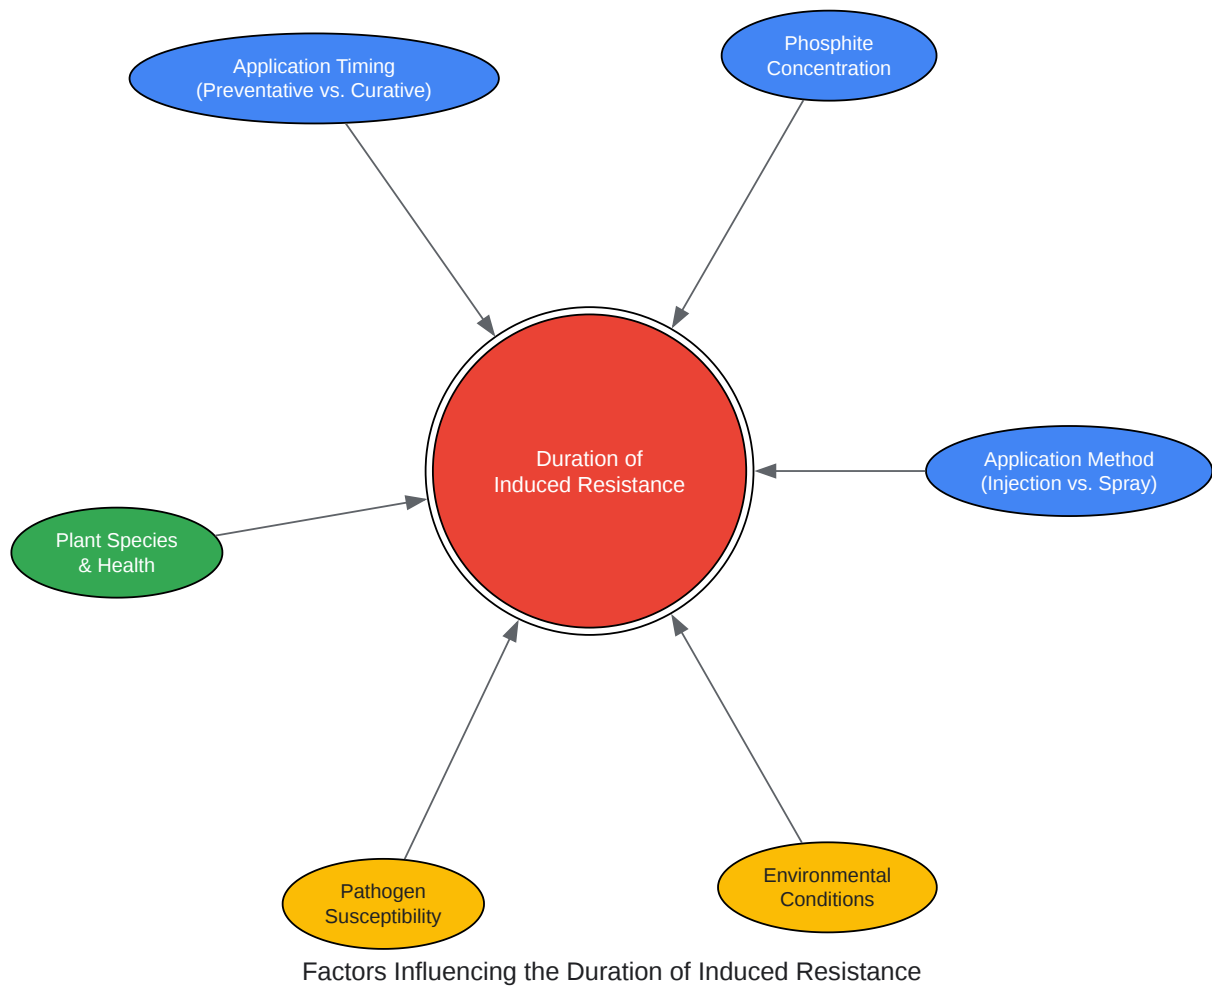 Phosphite
Concentration
Application Timing
(Preventative vs. Curative)
Duration of
Induced Resistance
Application Method
(Injection vs. Spray)
Plant Species
& Health
Pathogen
Susceptibility
Environmental
Conditions
Factors Influencing the Duration of Induced Resistance